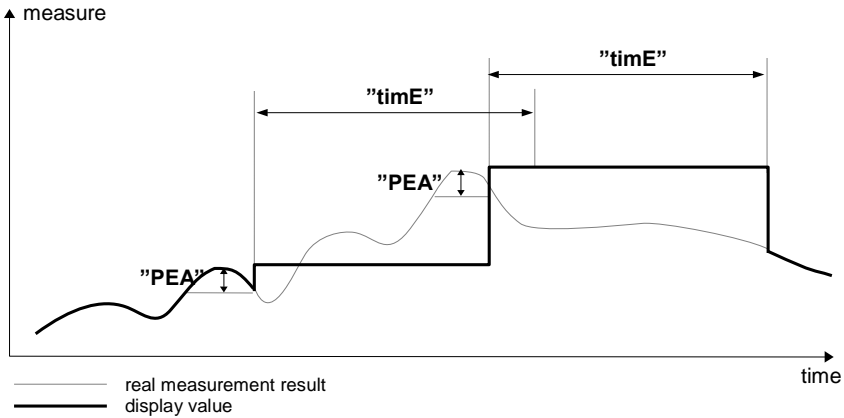 measure
”timE”
”timE”
”PEA”
”PEA”
time
real measurement result
display value